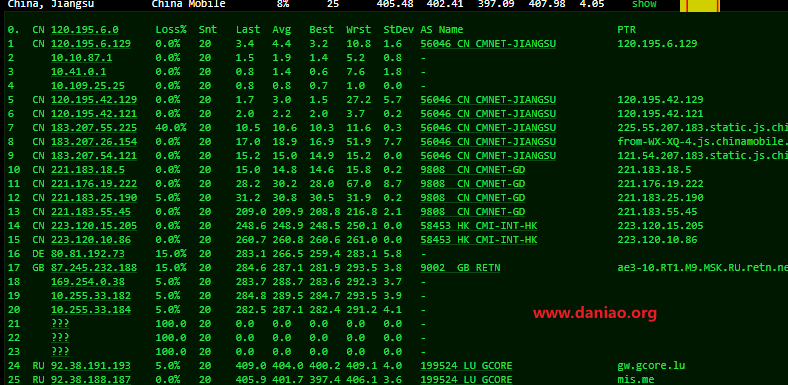 China, Jiangsu China Mobile 8% 25 405.48 402.41 397.09 407.98 4.05 show
0. CN 120.195.6.0 Loss% Snt Last Avg Best Wrst StDev AS Name PTR
1 CN 120.195.6.129 0.0% 20 3.4 4.4 3.2 10.8 1.6 56046 CN CMNET-JIANGSU 120.195.6.129
2 10.10.87.1 0.0% 20 1.5 1.9 1.4 5.2 0.8 -
3 10.41.0.1 0.0% 20 0.8 1.4 0.6 7.6 1.8 -
4 10.109.25.25 0.0% 20 0.8 0.8 0.7 1.0 0.0 -
5 CN 120.195.42.129 0.0% 20 1.7 3.0 1.5 27.2 5.7 56046 CN CMNET-JIANGSU 120.195.42.129
6 CN 120.195.42.121 0.0% 20 2.0 2.2 2.0 3.7 0.2 56046 CN CMNET-JIANGSU 120.195.42.121
7 CN 183.207.55.225 40.0% 20 10.5 10.6 10.3 11.6 0.3 56046 CN CMNET-JIANGSU 225.55.207.183.static.js.chi
8 CN 183.207.26.154 0.0% 20 17.0 18.9 16.9 51.9 7.7 56046 CN CMNET-JIANGSU from-WX-XQ-4.js.chinamobile.
9 CN 183.207.54.121 0.0% 20 15.2 15.0 14.9 15.2 0.0 56046 CN CMNET-JIANGSU 121.54.207.183.static.js.chi
10 CN 221.183.18.5 0.0% 20 15.0 14.8 14.6 15.8 0.2 9808 CN CMNET-GD 221.183.18.5
11 CN 221.176.19.222 0.0% 20 28.2 30.2 28.0 67.0 8.7 9808 CN CMNET-GD 221.176.19.222
12 CN 221.183.25.190 5.0% 20 31.2 30.8 30.5 31.9 0.2 9808 CN CMNET-GD 221.183.25.190
13 CN 221.183.55.45 0.0% 20 209.0 209.9 208.8 216.8 2.1 9808 CN CMNET-GD 221.183.55.45
14 CN 223.120.15.205 0.0% 20 248.6 248.9 248.5 250.1 0.0 58453 HK CMI-INT-HK 223.120.15.205
15 CN 223.120.10.86 0.0% 20 260.7 260.8 260.6 261.0 0.0 58453 HK CMI-INT-HK 223.120.10.86
16 DE 80.81.192.73 15.0% 20 283.1 266.5 259.4 283.1 5.8 -
17 GB 87.245.232.188 15.0% 20 284.6 287.1 281.9 293.5 3.8 9002 GB RETN ae3-10.RT1.M9.MSK.RU.retn.ne
18 169.254.0.38 5.0% 20 283.7 288.7 283.6 292.3 3.7 -
19 10.255.33.182 5.0% 20 284.8 289.5 284.7 293.5 3.9 -
20 10.255.33.184 5.0% 20 282.5 287.1 282.4 291.2 4.1 -
www.daniao.org
21 ??? 100.0 20 0.0 0.0 0.0 0.0 0.0 -
22 ??? 100.0 20 0.0 0.0 0.0 0.0 0.0 -
23 ??? 100.0 20 0.0 0.0 0.0 0.0 0.0 -
24 RU 92.38.191.193 5.0% 20 409.0 404.0 400.2 409.1 4.0 199524 LU GCORE gw.gcore.lu
25 RU 92.38.188.187 0.0% 20 405.9 401.7 397.4 406.1 3.6 199524 LU GCORE mis.me